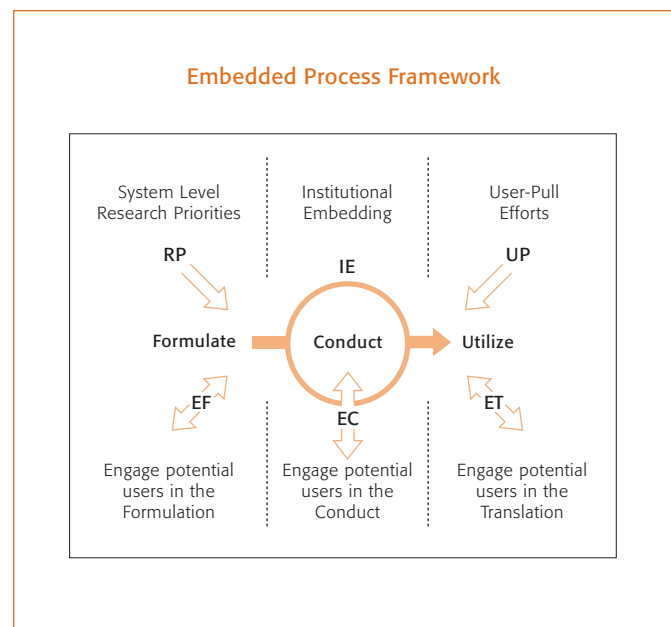 Embedded Process Framework
System Level
Research Priorities
Institutional
Embedding
User-Pull
Efforts
RP
IE
UP
Formulate
Conduct
Utilize
EF
EC
ET
Engage potential
users in the
Formulation
Engage potential
users in the
Conduct
Engage potential
users in the
Translation